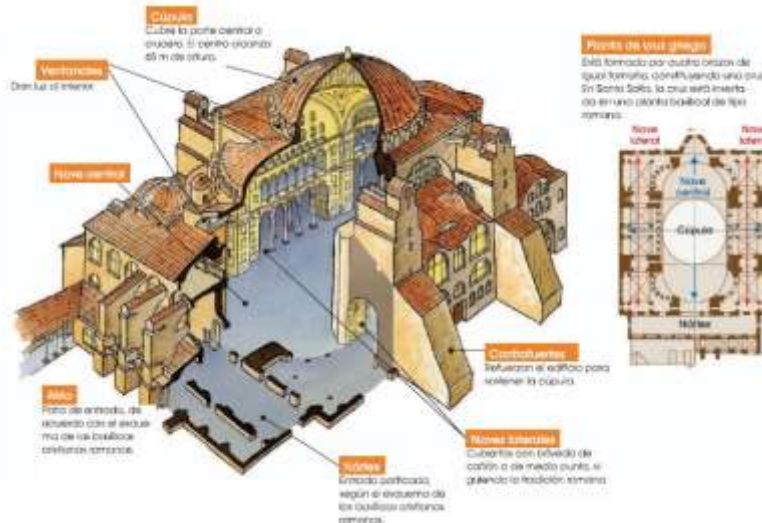 Cúpula
Cubre la parte central o
crucero. El centro alcanza
65 m de altura.
Ventanales
Dan luz al interior.
Nave central
Atrio
Patio de entrada, de
acuerdo con el esque
ma de las basílicas
cristianas romanas.
Nártex
Entrada porticada,
según el esquema de
las basílicas cristianas
romanas.
Naves laterales
Cubiertas con bóveda de
cañón o de medio punto, si
guiendo la tradición romana
Contrafuertes
Refuerzan el edificio para
sostener la cúpula.
Planta de cruz griega
Está formada por cuatro brazos de
igual tamaño, constituyendo una cruz
En Santa Sofía, la cruz está inserta
da en una planta basilical de tipo
romano.
Nave
lateral
Nave
later
Nave
central
Cúpula
Nártex